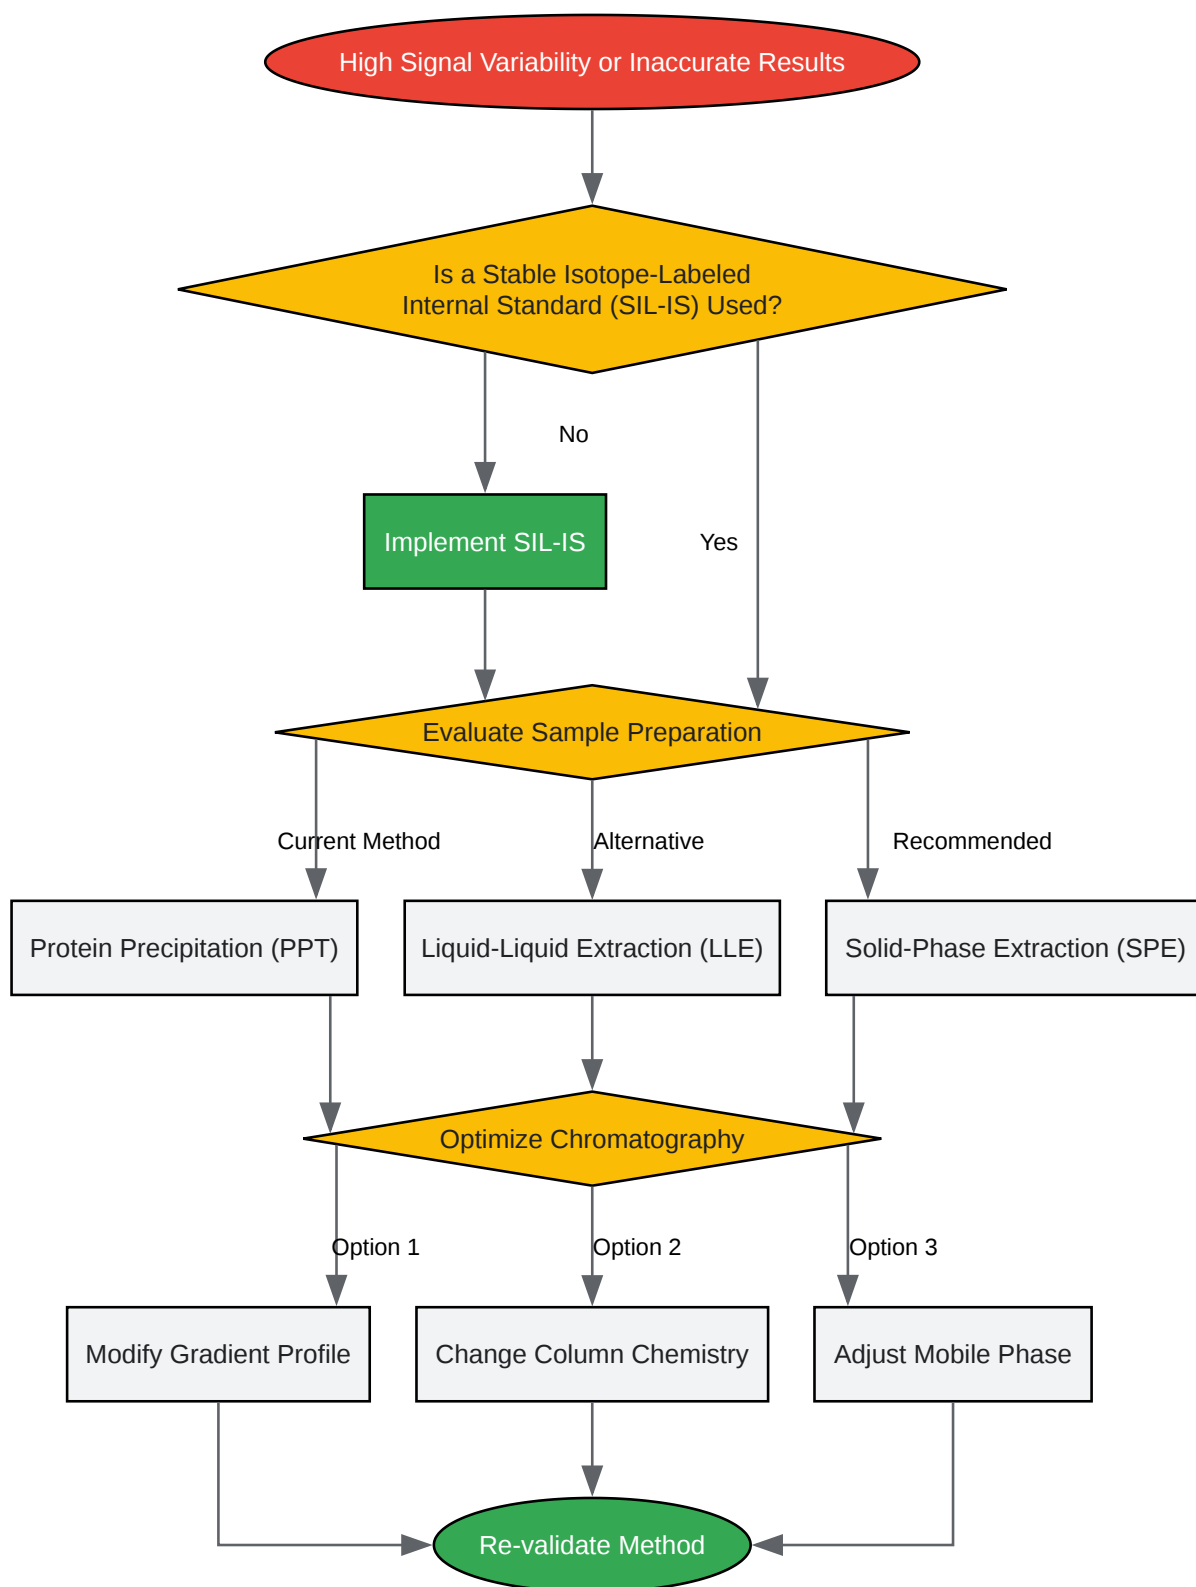 High Signal Variability or Inaccurate Results
Is a Stable Isotope-Labeled
Internal Standard (SIL-IS) Used?
No
Implement SIL-IS
Yes
Evaluate Sample Preparation
Current Method
Alternative
Recommended
Protein Precipitation (PPT)
Liquid-Liquid Extraction (LLE)
Solid-Phase Extraction (SPE)
Optimize Chromatography
Option 1
Option 2
Option 3
Modify Gradient Profile
Change Column Chemistry
Adjust Mobile Phase
Re-validate Method